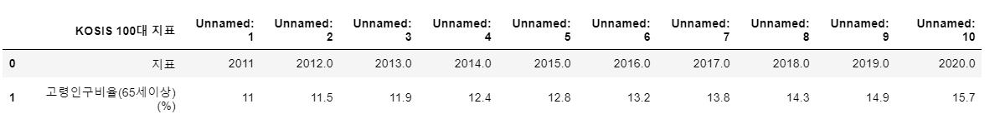 KOSIS 100대 지표 Unnamed: 1 Unnamed: 2 Unnamed: 3 Unnamed: 4 Unnamed: 5 Unnamed: 6 Unnamed: 7 Unnamed: 8 Unnamed: 9 Unnamed: 10
0 지표 2011 2012.0 2013.0 2014.0 2015.0 2016.0 2017.0 2018.0 2019.0 2020.0
1 고령인구비율(65세이상)(%) 11 11.5 11.9 12.4 12.8 13.2 13.8 14.3 14.9 15.7